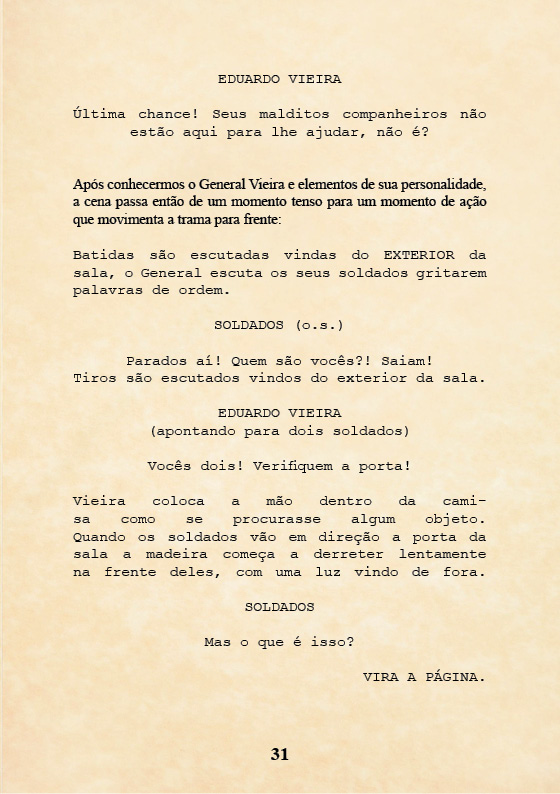 EDUARDO VIEIRA
Última chance! Seus malditos companheiros não
estão aqui para lhe ajudar, não é?
Após conhecermos o General Vieira e elementos de sua personalidade,
a cena passa então de um momento tenso para um momento de ação
que movimenta a trama para frente:
Batidas são escutadas vindas do EXTERIOR da
sala, o General escuta os seus soldados gritarem
palavras de ordem.
SOLDADOS (o.s.)
Parados aí! Quem são vocês?! Saiam!
Tiros são escutados vindos do exterior da sala.
EDUARDO VIEIRA
(apontando para dois soldados)
Vocês dois! Verifiquem a porta!
Vieira coloca a mão dentro da cami-
sa como se procurasse algum objeto.
Quando os soldados vão em direção a porta da
sala a madeira começa a derreter lentamente
na frente deles, com uma luz vindo de fora.
SOLDADOS
Mas o que é isso?
VIRA A PÁGINA.
31